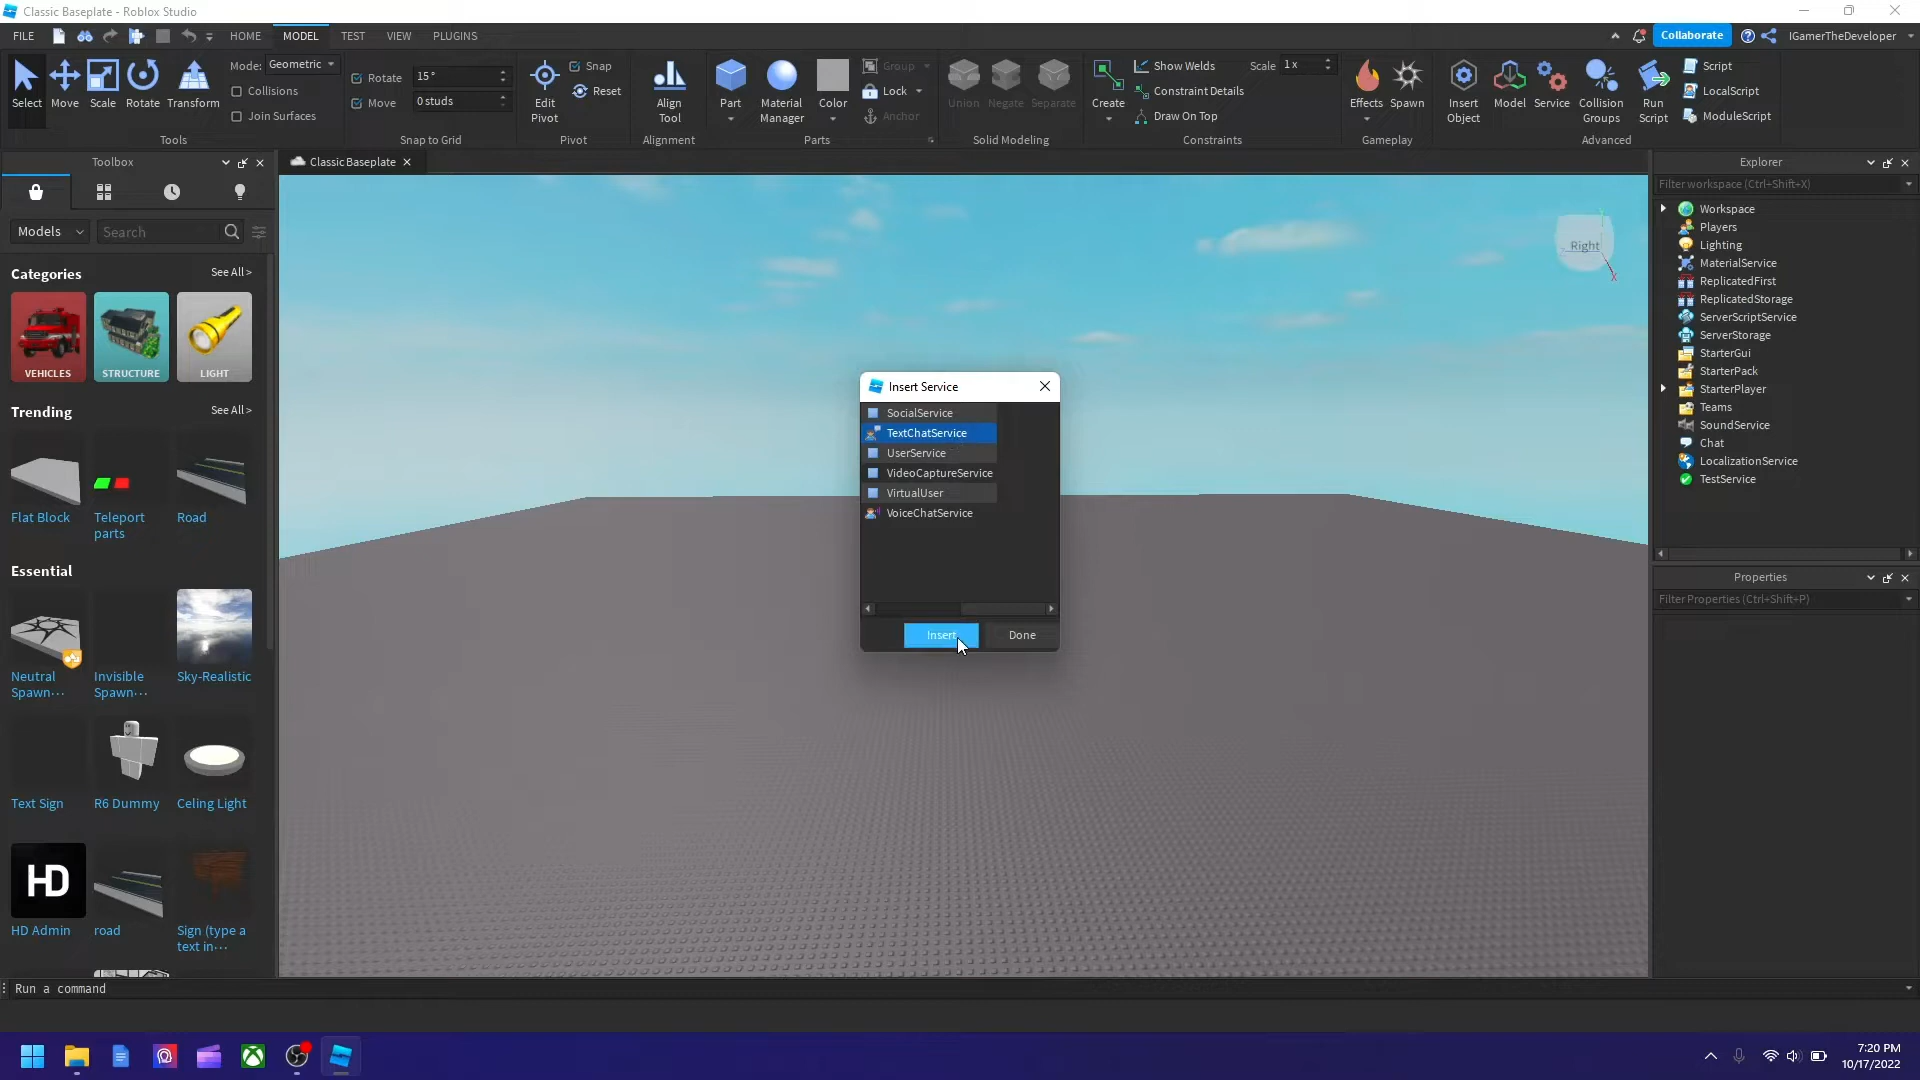 Classic Baseplate - Roblox Studio
FILE
HOME
MODEL
TEST
VIEW
PLUGINS
Collaborate
IGamerTheDeveloper
Select
Move
Scale
Rotate
Transform
Mode:
Geometric
Collisions
Join Surfaces
Tools
Rotate
15°
Move
0 studs
Snap to Grid
Edit
Pivot
Snap
Reset
Pivot
Align
Tool
Alignment
Part
Material
Manager
Color
Group
Lock
Anchor
Parts
Union
Negate
Separate
Solid Modeling
Create
Show Welds
Scale
1 x
Constraint Details
Draw On Top
Constraints
Effects
Spawn
Gameplay
Insert
Object
Model
Service
Collision
Groups
Run
Script
Script
LocalScript
ModuleScript
Advanced
Toolbox
Models
Search
Categories
See All >
VEHICLES
STRUCTURE
LIGHT
Trending
See All >
Flat Block
Teleport
parts
Road
Essential
Neutral
Spawn···
Invisible
Spawn···
Sky-Realistic
Text Sign
R6 Dummy
Celing Light
HD
HD Admin
road
Sign (type a
text in···
Classic Baseplate
Right
X
Insert Service
SocialService
TextChatService
UserService
VideoCaptureService
VirtualUser
VoiceChatService
Insert
Done
Explorer
Filter workspace (Ctrl+Shift+X)
Workspace
Players
Lighting
MaterialService
ReplicatedFirst
ReplicatedStorage
ServerScriptService
ServerStorage
StarterGui
StarterPack
StarterPlayer
Teams
SoundService
Chat
LocalizationService
TestService
Properties
Filter Properties (Ctrl+Shift+P)
Run a command
7:20 PM
10/17/2022